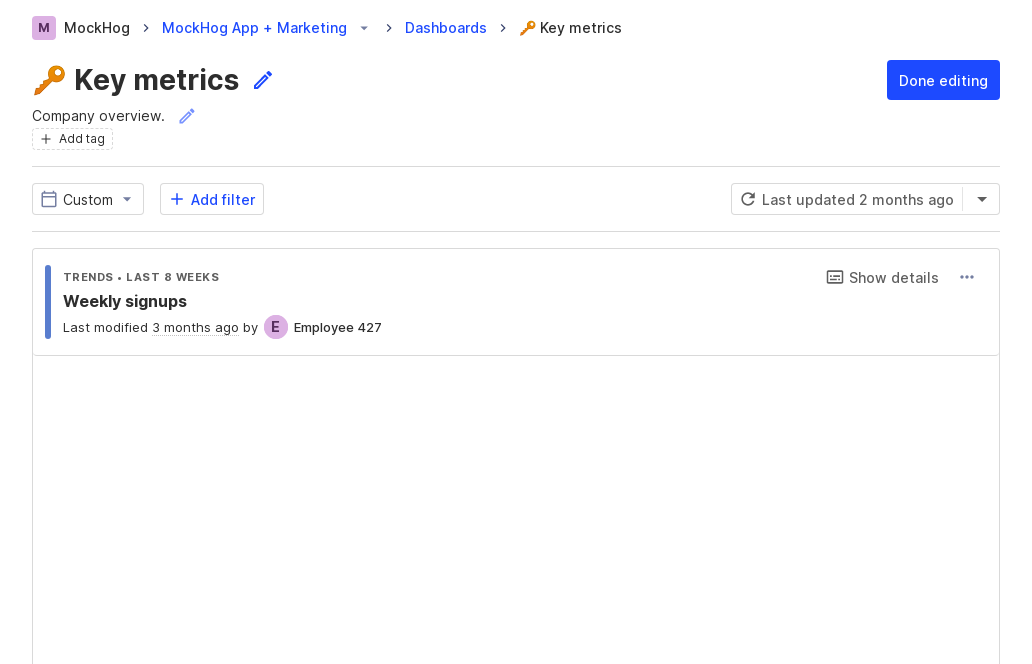 M MockHog > MockHog App + Marketing > Dashboards > 🔑 Key metrics
🔑 Key metrics
Done editing
Company overview.
+ Add tag
Custom
+ Add filter
Last updated 2 months ago
TRENDS • LAST 8 WEEKS
Show details
Weekly signups
Last modified 3 months ago by E Employee 427